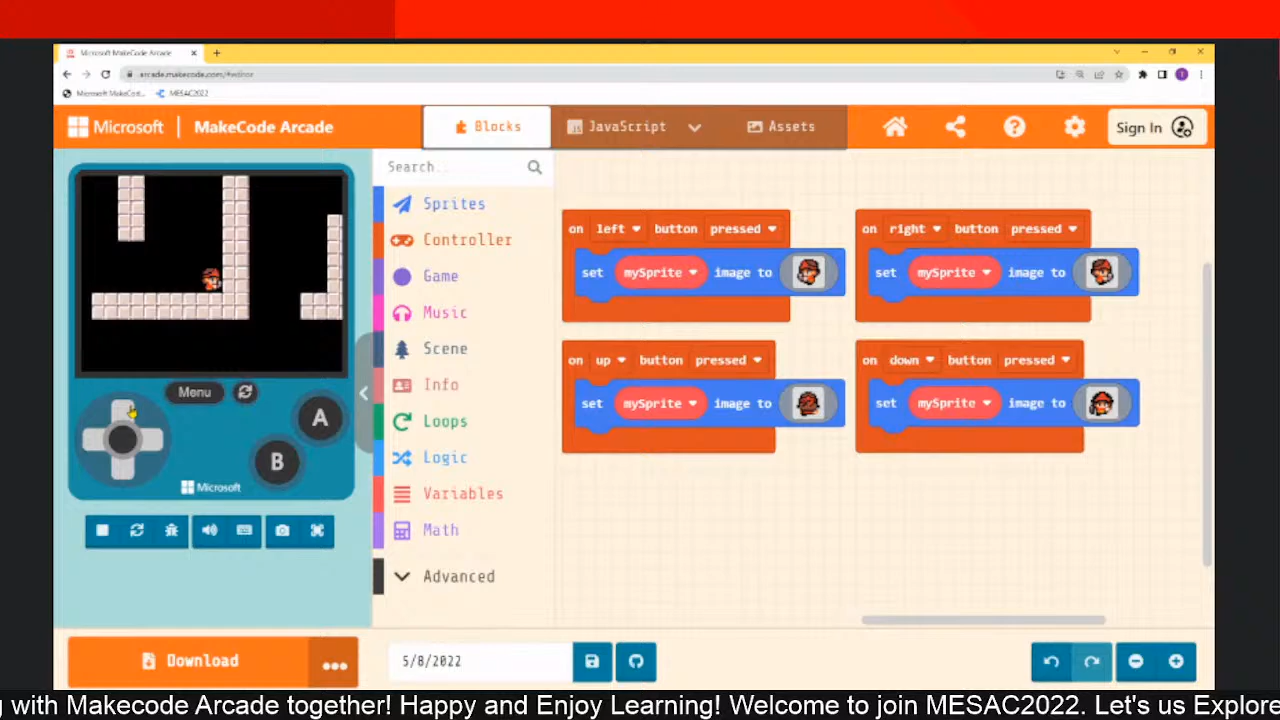 Microsoft MakeCode Arcade
arcade.makecode.com/#editor
Microsoft MakeCod... MESAC2022
Microsoft | MakeCode Arcade
Blocks
JavaScript
Assets
Sign In
Search...
Sprites
Controller
Game
Music
Scene
Info
Loops
Logic
Variables
Math
Advanced
on left button pressed
set mySprite image to
on right button pressed
set mySprite image to
on up button pressed
set mySprite image to
on down button pressed
set mySprite image to
Menu
A
B
Microsoft
Download
5/8/2022
g with Makecode Arcade together! Happy and Enjoy Learning! Welcome to join MESAC2022. Let's us Explore